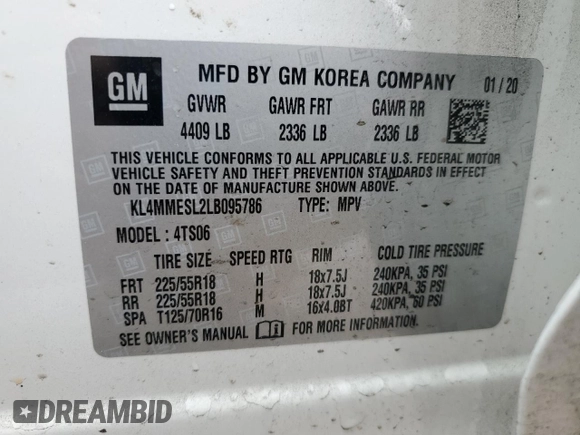 GM
MFD BY GM KOREA COMPANY 01 / 20
GVWR GAWR FRT GAWR RR
4409 LB 2336 LB 2336 LB
THIS VEHICLE CONFORMS TO ALL APPLICABLE U.S. FEDERAL MOTOR
VEHICLE SAFETY AND THEFT PREVENTION STANDARDS IN
EFFECT ON THE DATE OF MANUFACTURE SHOWN ABOVE.
KL4MMESL2LB095786 TYPE: MPV
MODEL : 4TS06
TIRE SIZE SPEED RTG RIM COLD TIRE PRESSURE
FRT 225/55R18 H 18x7.5J 240KPA, 35 PSI
RR 225/55R18 H 18x7.5J 240KPA, 35 PSI
SPA T125/70R16 M 16x4.0BT 420KPA, 60 PSI
SEE OWNER'S MANUAL FOR MORE INFORMATION.
DREAMBID